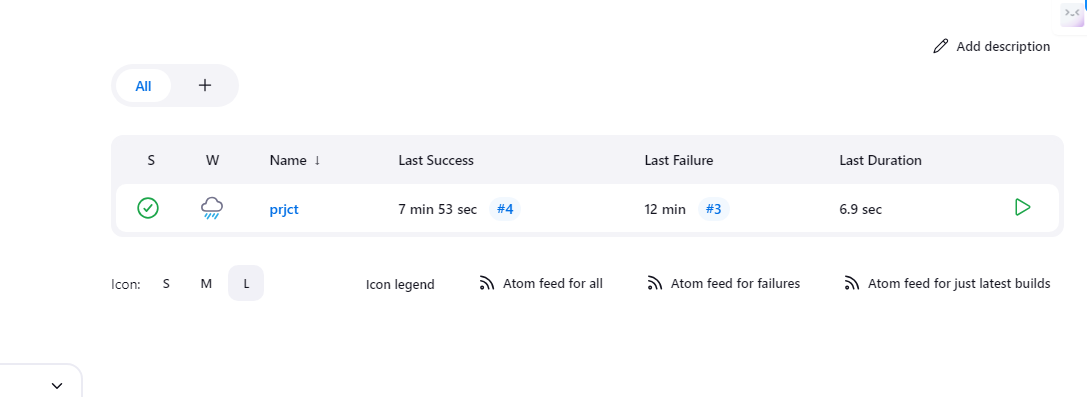 Add description
All +
S W Name ↓ Last Success Last Failure Last Duration
prjct 7 min 53 sec #4 12 min #3 6.9 sec
Icon: S M L Icon legend Atom feed for all Atom feed for failures Atom feed for just latest builds